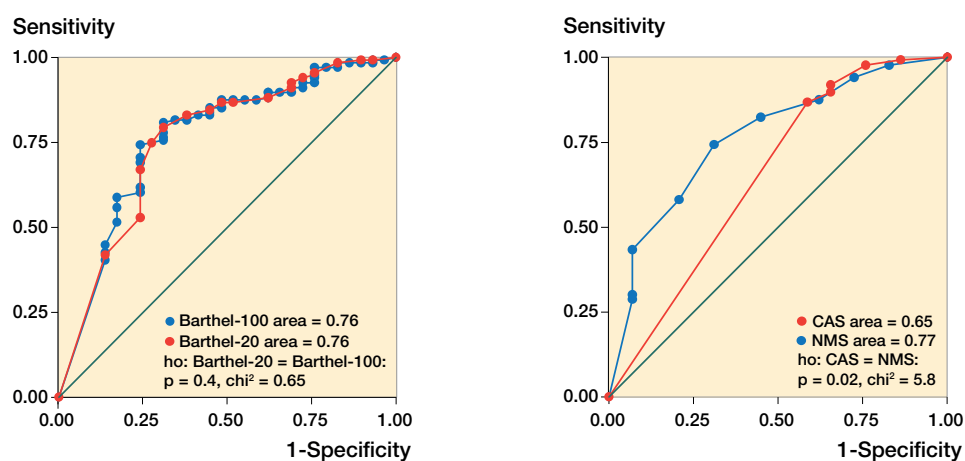 Sensitivity
1.00
0.75
0.50
0.25
0.00
Barthel-100 area = 0.76
Barthel-20 area = 0.76
ho: Barthel-20 = Barthel-100:
p = 0.4, chi² = 0.65
0.00 0.25 0.50 0.75 1.00
1-Specificity
Sensitivity
1.00
0.75
0.50
0.25
0.00
CAS area = 0.65
NMS area = 0.77
ho: CAS = NMS:
p = 0.02, chi² = 5.8
0.00 0.25 0.50 0.75 1.00
1-Specificity